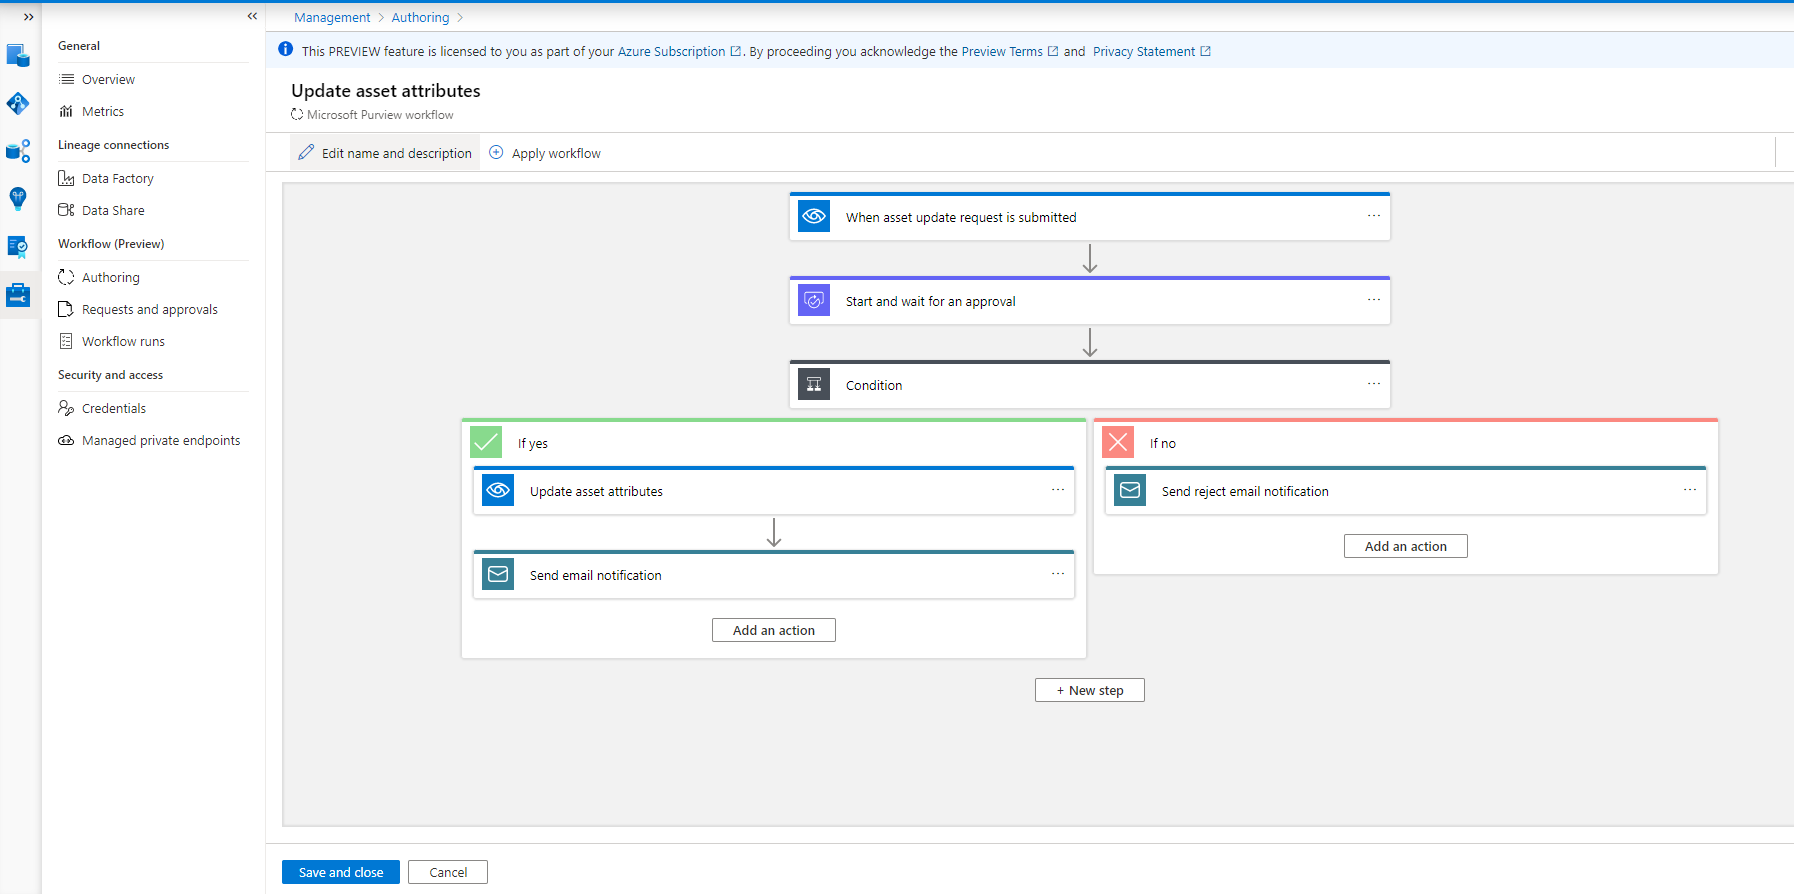 Management > Authoring >
General
Overview
Metrics
Lineage connections
Data Factory
Data Share
Workflow (Preview)
Authoring
Requests and approvals
Workflow runs
Security and access
Credentials
Managed private endpoints
This PREVIEW feature is licensed to you as part of your Azure Subscription. By proceeding you acknowledge the Preview Terms and Privacy Statement
Update asset attributes
Microsoft Purview workflow
Edit name and description
Apply workflow
When asset update request is submitted
...
Start and wait for an approval
...
Condition
...
If yes
Update asset attributes
...
Send email notification
...
Add an action
If no
Send reject email notification
...
Add an action
+ New step
Save and close
Cancel